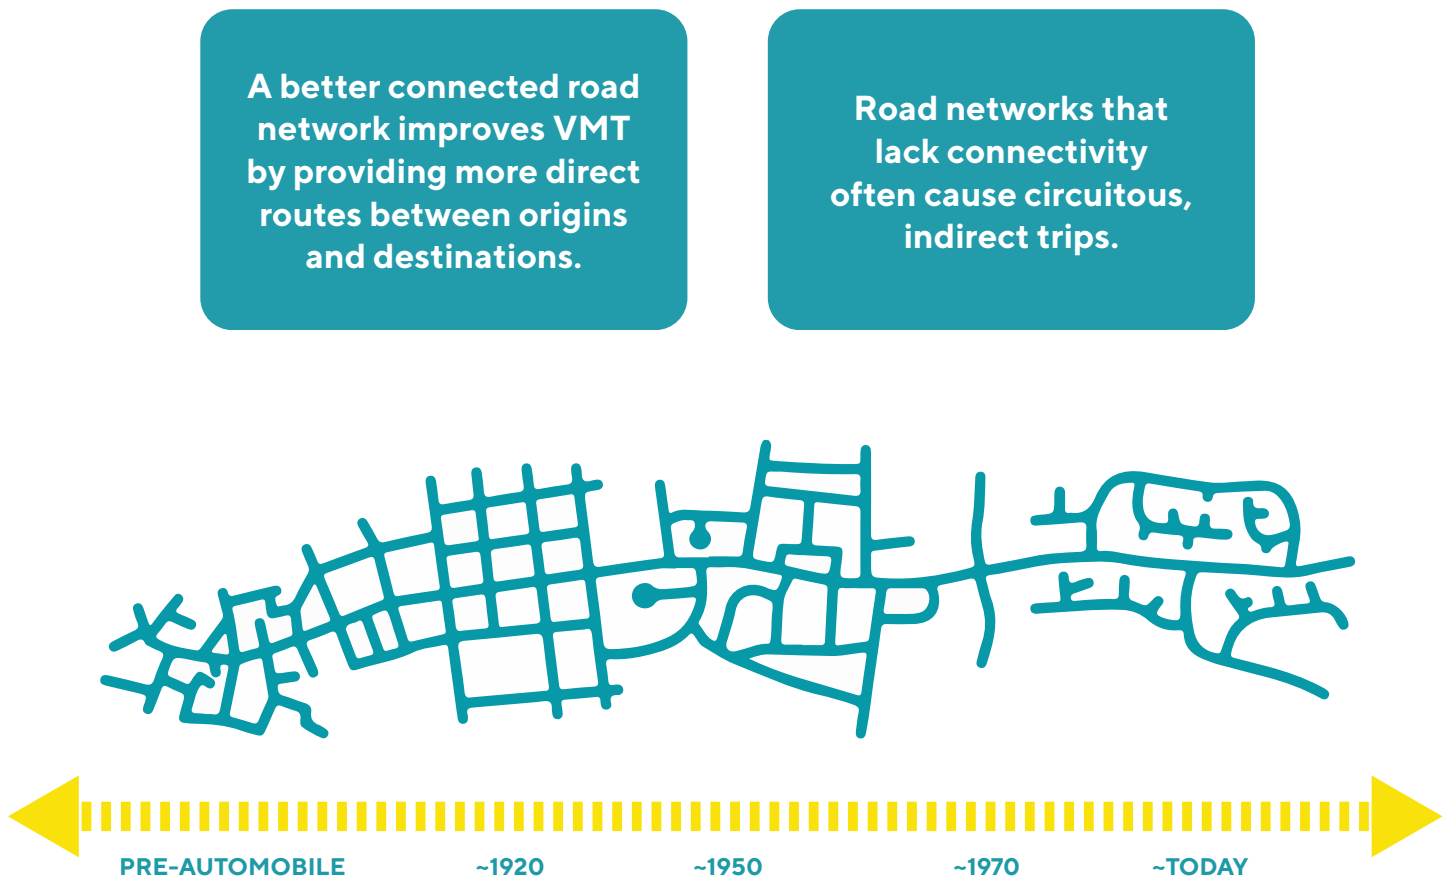 A better connected road
network improves VMT
by providing more direct
routes between origins
and destinations.
Road networks that
lack connectivity
often cause circuitous,
indirect trips.
PRE-AUTOMOBILE
~1920
~1950
~1970
~TODAY